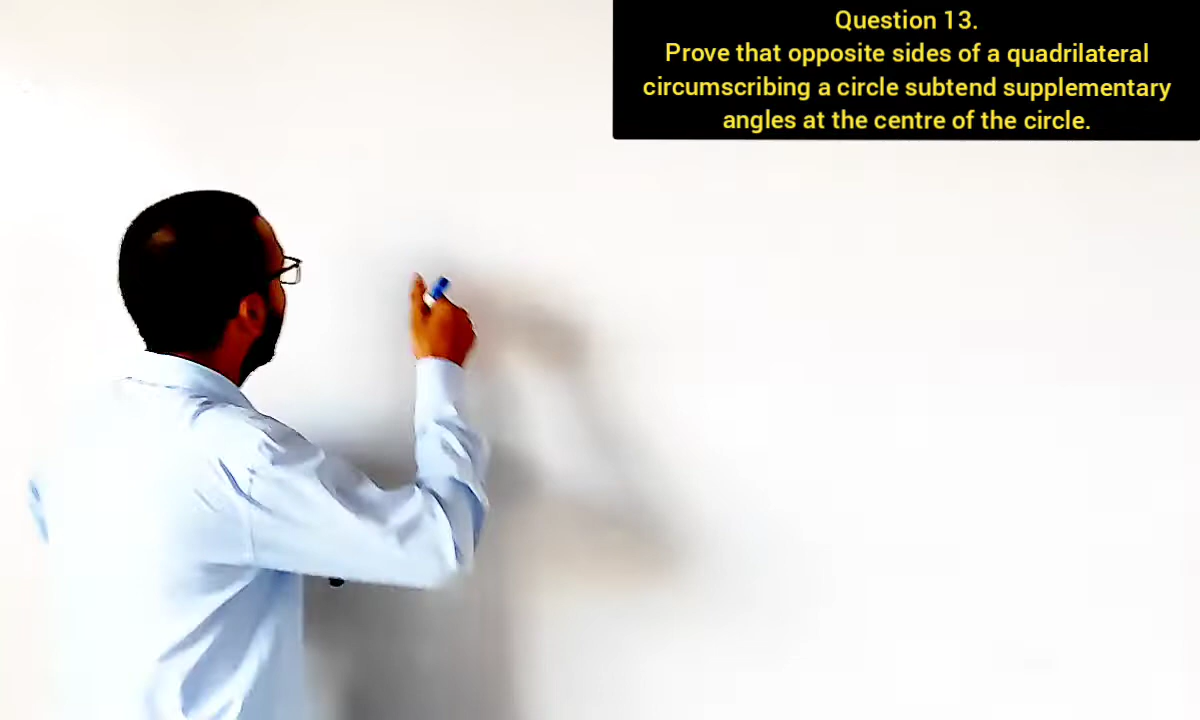 Question 13.
Prove that opposite sides of a quadrilateral
circumscribing a circle subtend supplementary
angles at the centre of the circle.